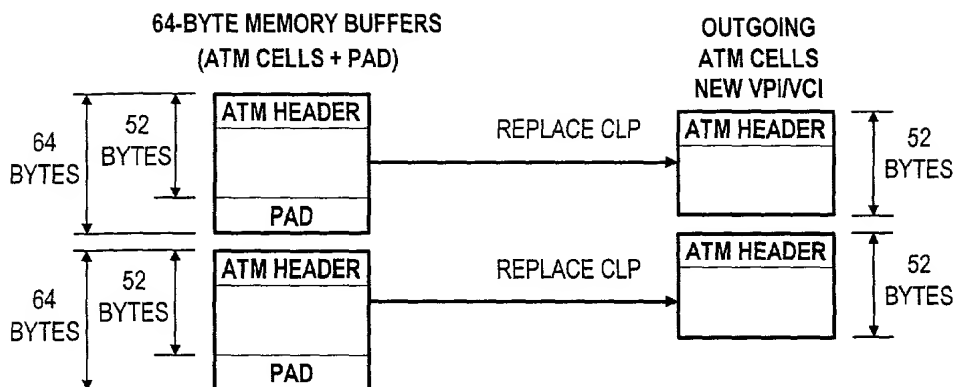 64-BYTE MEMORY BUFFERS
(ATM CELLS + PAD)
OUTGOING
ATM CELLS
NEW VPI/VCI
64
BYTES
52
BYTES
ATM HEADER
PAD
REPLACE CLP
ATM HEADER
52
BYTES
64
BYTES
52
BYTES
ATM HEADER
PAD
REPLACE CLP
ATM HEADER
52
BYTES